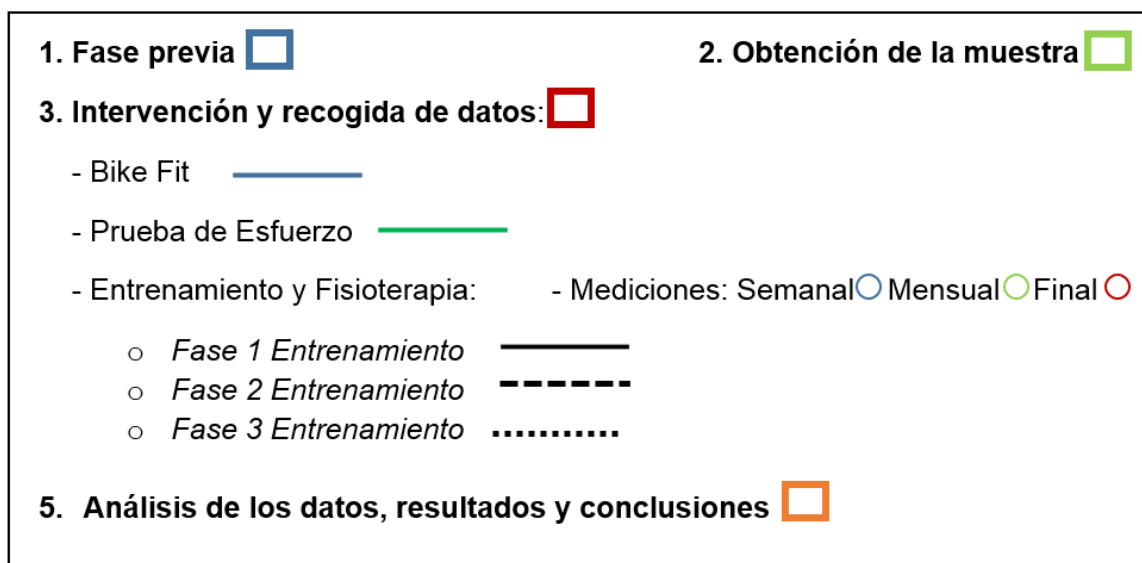 1. Fase previa
2. Obtención de la muestra
3. Intervención y recogida de datos:
- Bike Fit
- Prueba de Esfuerzo
- Entrenamiento y Fisioterapia: - Mediciones: Semanal Mensual Final
o Fase 1 Entrenamiento
o Fase 2 Entrenamiento
o Fase 3 Entrenamiento
5. Análisis de los datos, resultados y conclusiones